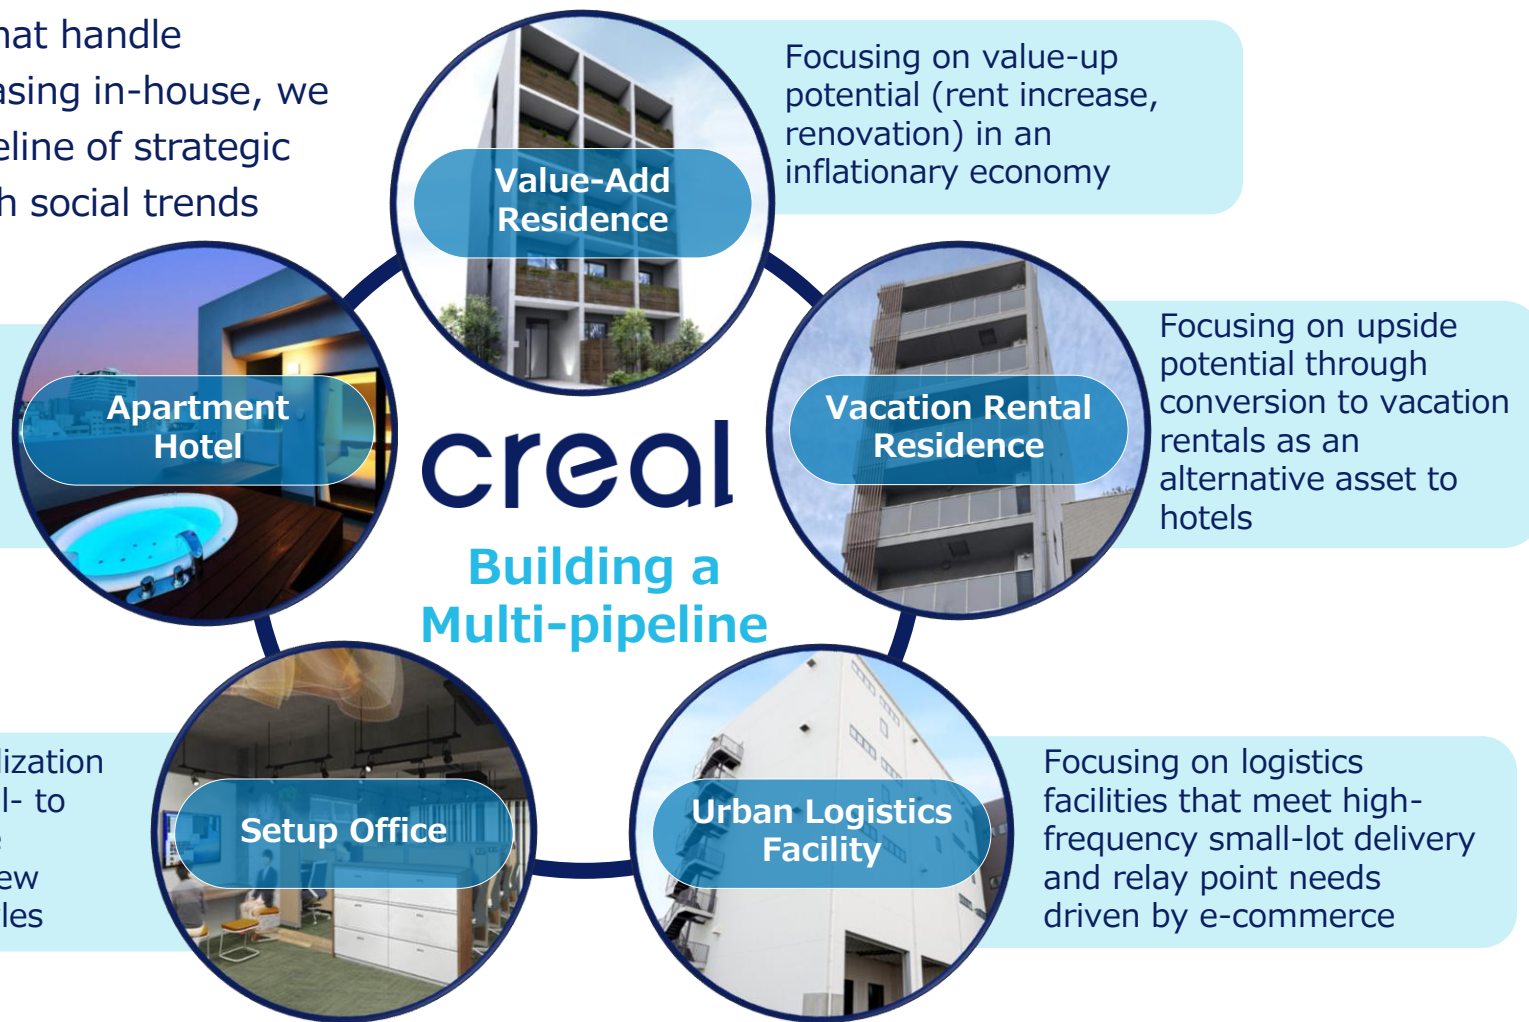 hat handle
asing in-house, we
eline of strategic
h social trends
Focusing on value-up
potential (rent increase,
renovation) in an
inflationary economy
Value-Add
Residence
Apartment
Hotel
Vacation Rental
Residence
Focusing on upside
potential through
conversion to vacation
rentals as an
alternative asset to
hotels
creal
Building a
Multi-pipeline
lization
l- to
ew
les
Setup Office
Urban Logistics
Facility
Focusing on logistics
facilities that meet high-
frequency small-lot delivery
and relay point needs
driven by e-commerce